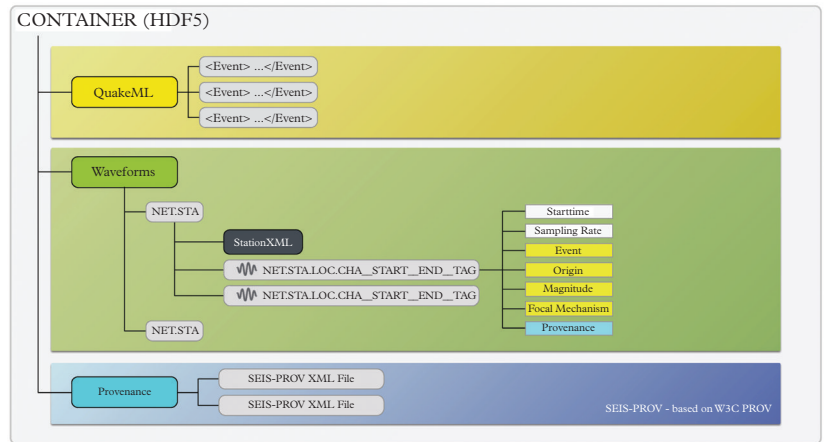 CONTAINER (HDF5)
QuakeML
<Event> ...</Event>
<Event> ...</Event>
<Event> ...</Event>
Waveforms
NET.STA
StationXML
NET.STA.LOC.CHA__START__END__TAG
NET.STA.LOC.CHA__START__END__TAG
Starttime
Sampling Rate
Event
Origin
Magnitude
Focal Mechanism
Provenance
NET.STA
Provenance
SEIS-PROV XML File
SEIS-PROV XML File
SEIS-PROV - based on W3C PROV